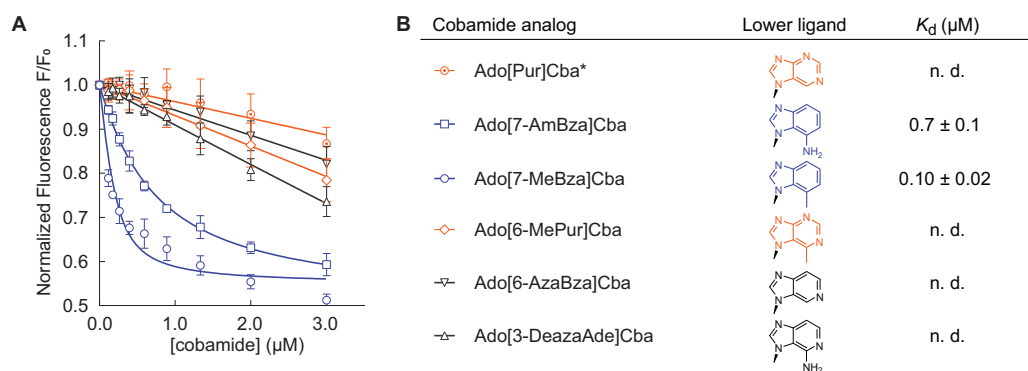 A
Normalized Fluorescence F/F₀
1.1
1.0
0.9
0.8
0.7
0.6
0.5
0.0
1.0
2.0
3.0
[cobamide] (µM)
B
Cobamide analog Lower ligand Kd (µM)
Ado[Pur]Cba* N N N N n. d.
Ado[7-AmBza]Cba N N NH₂ 0.7 ± 0.1
Ado[7-MeBza]Cba N N 0.10 ± 0.02
Ado[6-MePur]Cba N N N N n. d.
Ado[6-AzaBza]Cba N N N n. d.
Ado[3-DeazaAde]Cba N N N NH₂ n. d.